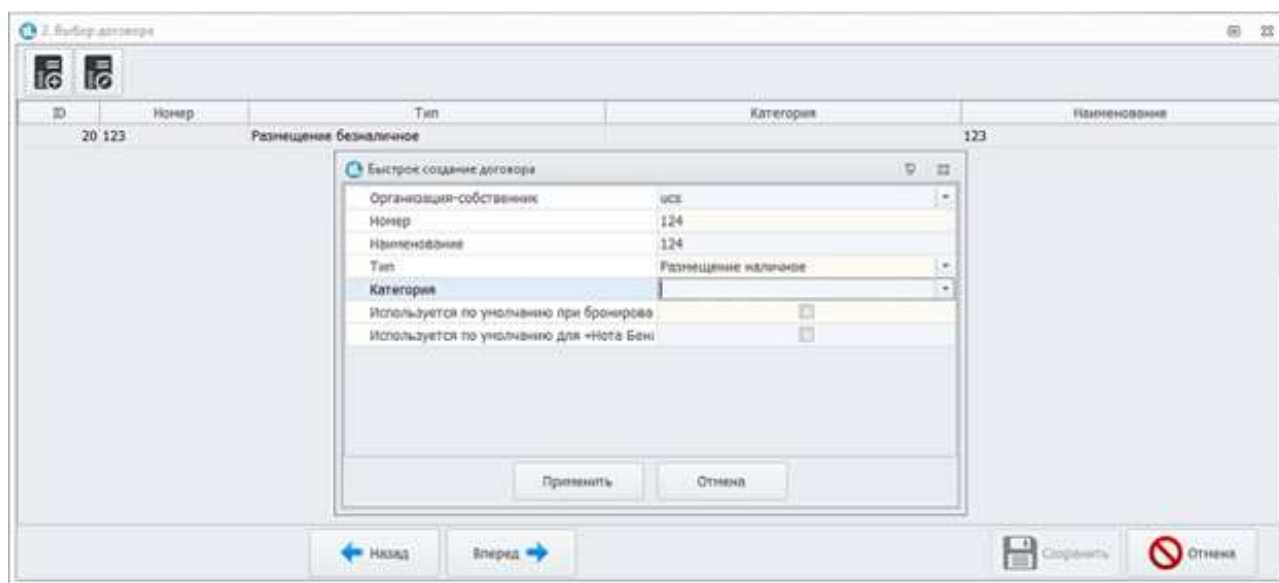 2. Выбор договора
ID Номер Тип Категория Наименование
20 123 Размещение безналичное 123
Быстрое создание договора
Организация-собственник ucs
Номер 124
Наименование 124
Тип Размещение наличное
Категория
Используется по умолчанию при бронирова
Используется по умолчанию для «Нота Бен
Применить Отмена
Назад Вперед Сохранить Отмена